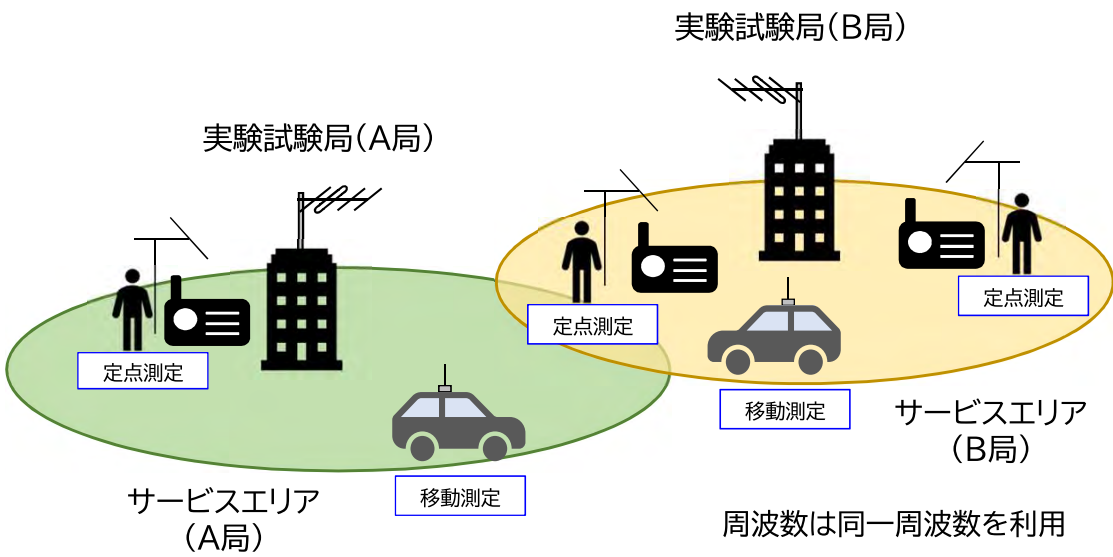 実験試験局（B局）
実験試験局（A局）
定点測定
定点測定
定点測定
移動測定
移動測定
サービスエリア
（B局）
サービスエリア
（A局）
周波数は同一周波数を利用